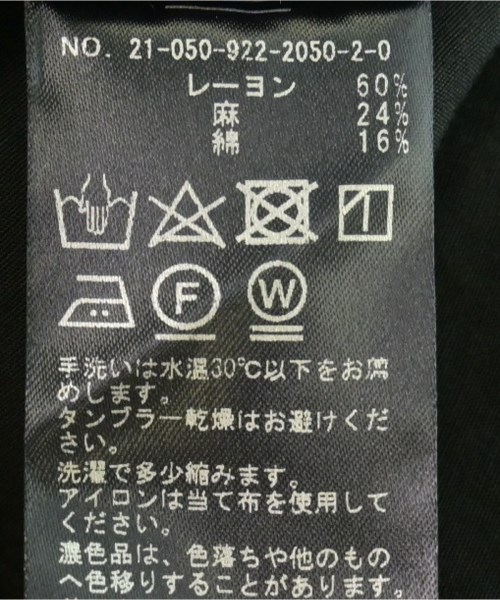 NO. 21-050-922-2050-2-0
レーヨン 60%
麻 24%
綿 16%
F W
手洗いは水温30℃以下をお薦
めします。
タンブラー乾燥はお避けくだ
さい。
洗濯で多少縮みます。
アイロンは当て布を使用して
ください。
濃色品は、色落ちや他のもの
へ色移りすることがあります。